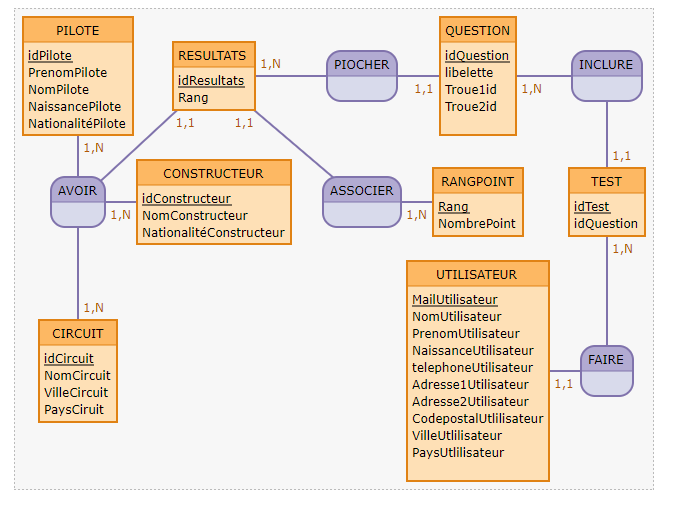 PILOTE
idPilote
PrenomPilote
NomPilote
NaissancePilote
NationalitéPilote
RESULTATS
idResultats
Rang
1,N
PIOCHER
1,1
QUESTION
idQuestion
libelette
Troue1id
Troue2id
1,N
INCLURE
1,1
1,N
1,1
1,1
AVOIR
1,N
CONSTRUCTEUR
idConstructeur
NomConstructeur
NationalitéConstructeur
ASSOCIER
1,N
RANGPOINT
Rang
NombrePoint
TEST
idTest
idQuestion
1,N
1,N
CIRCUIT
idCircuit
NomCircuit
VilleCircuit
PaysCiruit
UTILISATEUR
MailUtilisateur
NomUtilisateur
PrenomUtilisateur
NaissanceUtilisateur
telephoneUtilisateur
Adresse1Utilisateur
Adresse2Utilisateur
CodepostalUtlilisateur
VilleUtlilisateur
PaysUtlilisateur
1,1
FAIRE